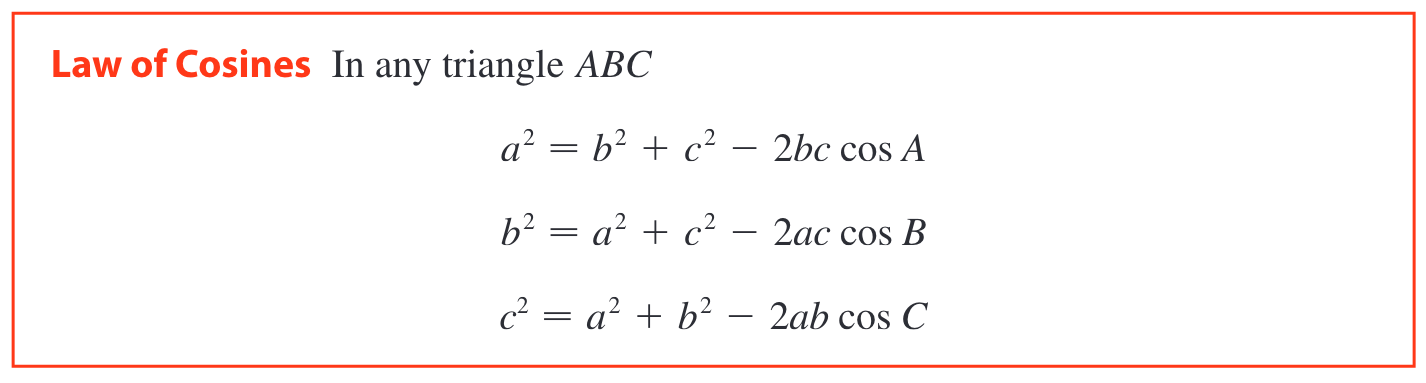 Law of Cosines In any triangle ABC
a² = b² + c² − 2bc cos A
b² = a² + c² − 2ac cos B
c² = a² + b² − 2ab cos C